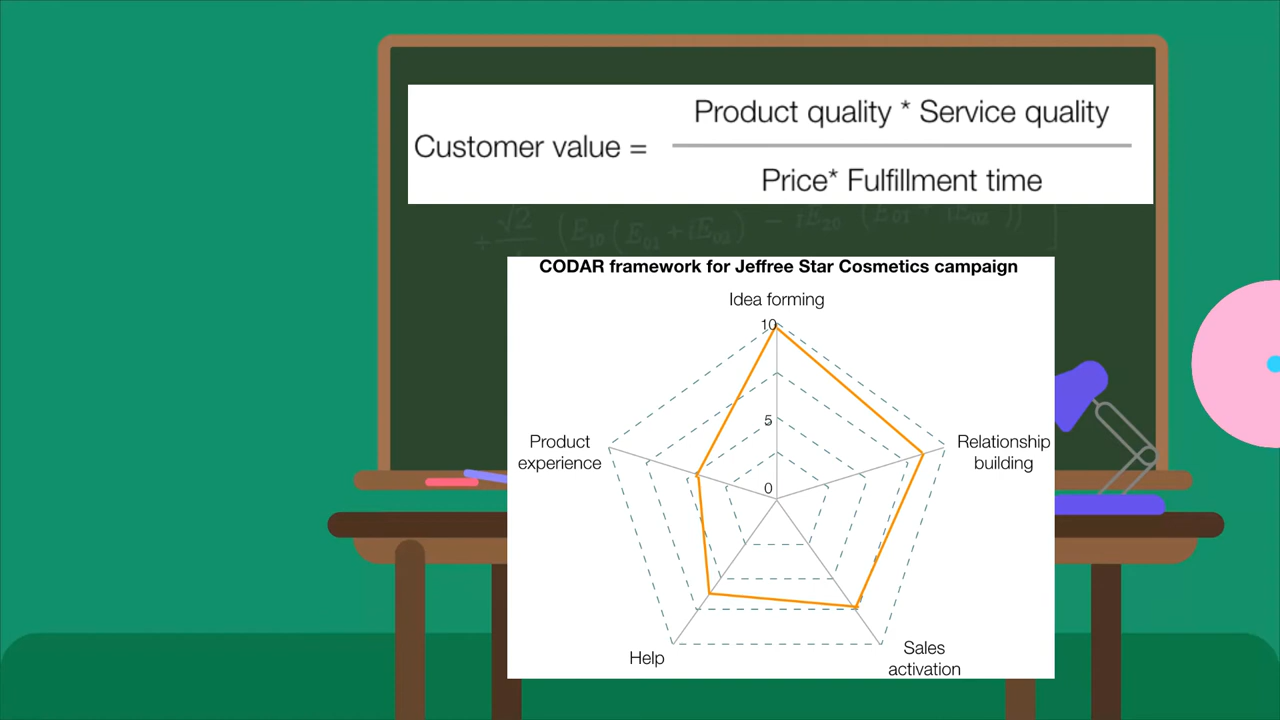 Product quality * Service quality
Customer value =
Price* Fulfillment time
CODAR framework for Jeffree Star Cosmetics campaign
Idea forming
10
5
0
Product
experience
Relationship
building
Help
Sales
activation